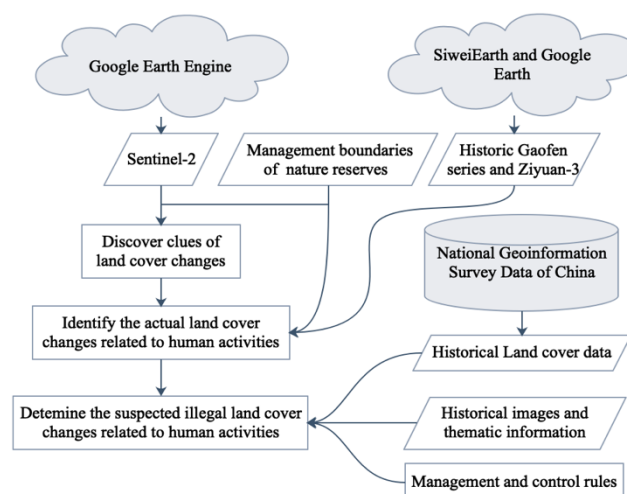 Google Earth Engine
SiweiEarth and Google
Earth
Sentinel-2
Management boundaries
of nature reserves
Historic Gaofen
series and Ziyuan-3
Discover clues of
land cover changes
National Geoinformation
Survey Data of China
Identify the actual land cover
changes related to human activities
Historical Land cover data
Detemine the suspected illegal land cover
changes related to human activities
Historical images and
thematic information
Management and control rules